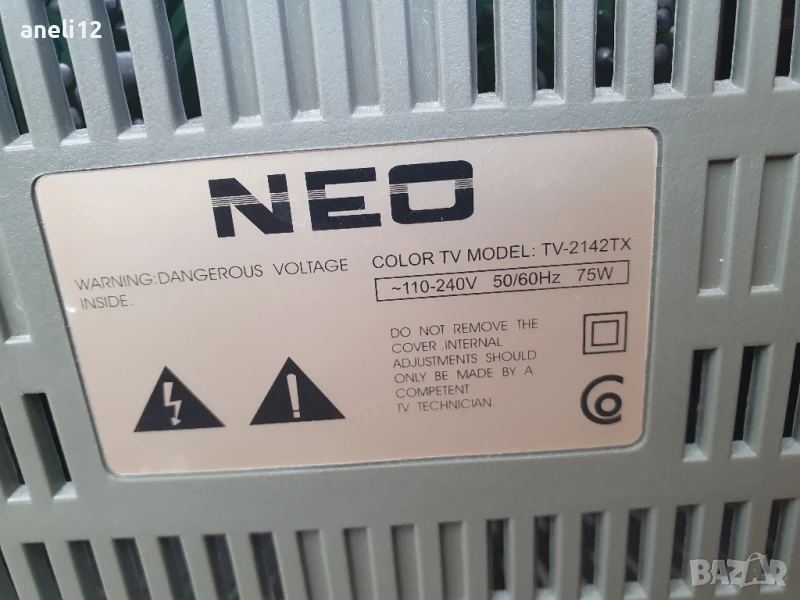 aneli12
NEO
WARNING:DANGEROUS VOLTAGE
INSIDE.
COLOR TV MODEL: TV-2142TX
~110-240V 50/60Hz 75W
DO NOT REMOVE THE
COVER INTERNAL
ADJUSTMENTS SHOULD
ONLY BE MADE BY A
COMPETENT
TV TECHNICIAN.
BAZAR